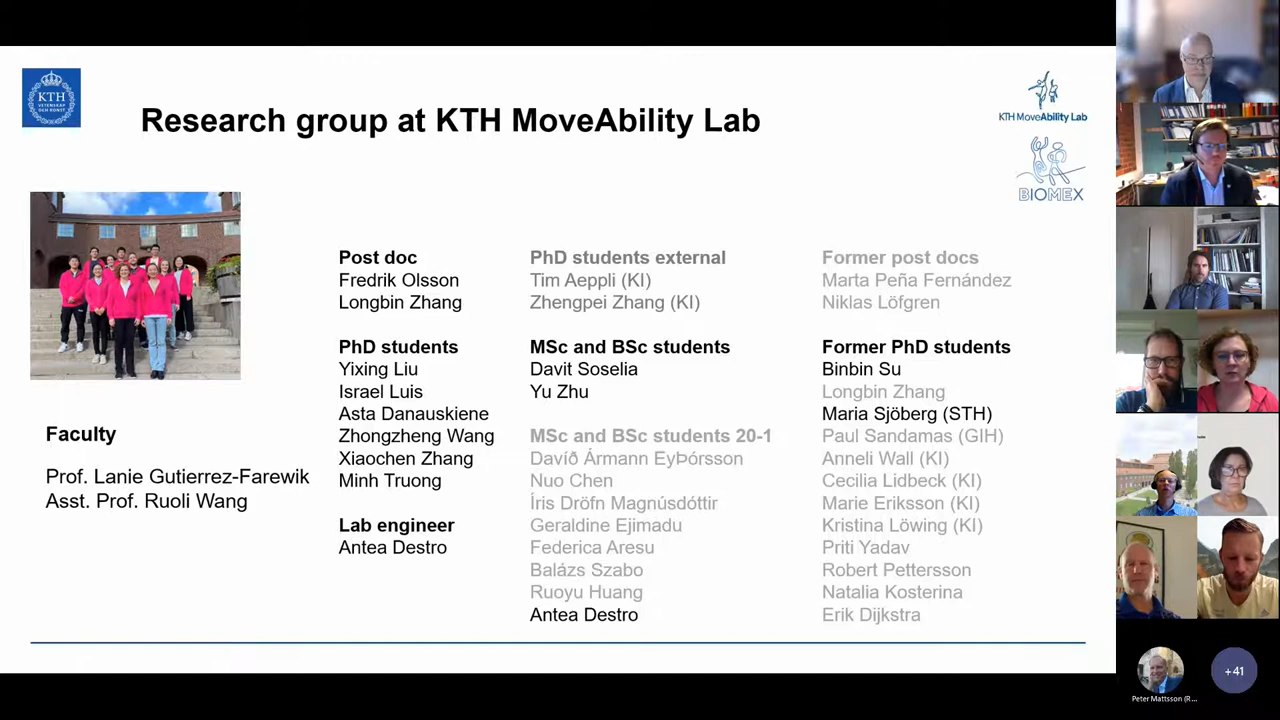 KTH
VETENSKAP
OCH KONST
Research group at KTH MoveAbility Lab
KTH MoveAbility Lab
BIOMEX
Faculty
Prof. Lanie Gutierrez-Farewik
Asst. Prof. Ruoli Wang
Post doc
Fredrik Olsson
Longbin Zhang
PhD students
Yixing Liu
Israel Luis
Asta Danauskiene
Zhongzheng Wang
Xiaochen Zhang
Minh Truong
Lab engineer
Antea Destro
PhD students external
Tim Aeppli (KI)
Zhengpei Zhang (KI)
MSc and BSc students
Davit Soselia
Yu Zhu
MSc and BSc students 20-1
Davíð Ármann EyÞórsson
Nuo Chen
Íris Dröfn Magnúsdóttir
Geraldine Ejimadu
Federica Aresu
Balázs Szabo
Ruoyu Huang
Antea Destro
Former post docs
Marta Peña Fernández
Niklas Löfgren
Former PhD students
Binbin Su
Longbin Zhang
Maria Sjöberg (STH)
Paul Sandamas (GIH)
Anneli Wall (KI)
Cecilia Lidbeck (KI)
Marie Eriksson (KI)
Kristina Löwing (KI)
Priti Yadav
Robert Pettersson
Natalia Kosterina
Erik Dijkstra
Peter Mattsson (R...
+41